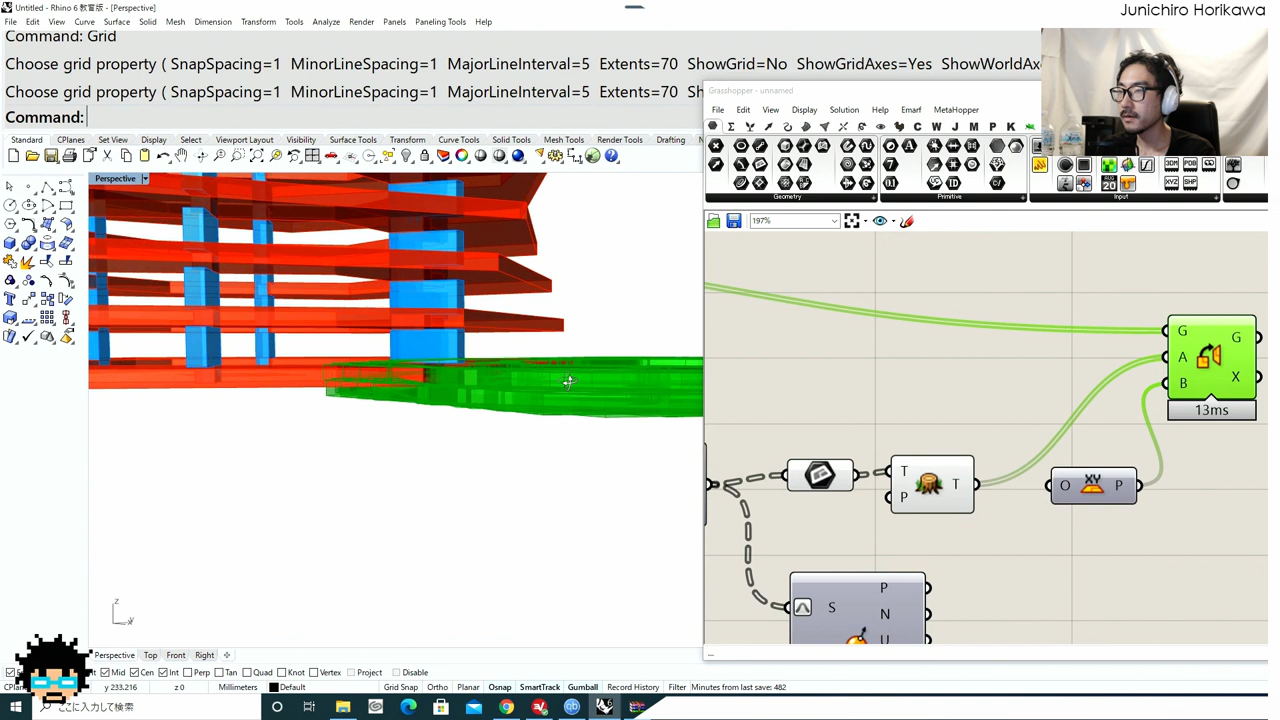 Untitled - Rhino 6 教育版 - [Perspective]
Junichiro Horikawa
File Edit View Curve Surface Solid Mesh Dimension Transform Tools Analyze Render Panels Paneling Tools Help
Command: Grid
Choose grid property ( SnapSpacing=1 MinorLineSpacing=1 MajorLineInterval=5 Extents=70 ShowGrid=No ShowGridAxes=Yes ShowWorldAxe
Choose grid property ( SnapSpacing=1 MinorLineSpacing=1 MajorLineInterval=5 Extents=70 Sh
Command:
Grasshopper - unnamed
File Edit View Display Solution Help Emarf MetaHopper
C W J M P K
Standard CPlanes Set View Display Select Viewport Layout Visibility Transform Curve Tools Surface Tools Solid Tools Mesh Tools Render Tools Drafting
Geometry Primitive Input
197%
Perspective
G
A
B
G
X
13ms
T
P
T
O XY P
S
P
N
U
z
y
Perspective Top Front Right
Mid Cen Int Perp Tan Quad Knot Vertex Project Disable
CPlane y 233.216 z 0 Millimeters Default Grid Snap Ortho Planar Osnap SmartTrack Gumball Record History Filter Minutes from last save: 482
ここに入力して検索